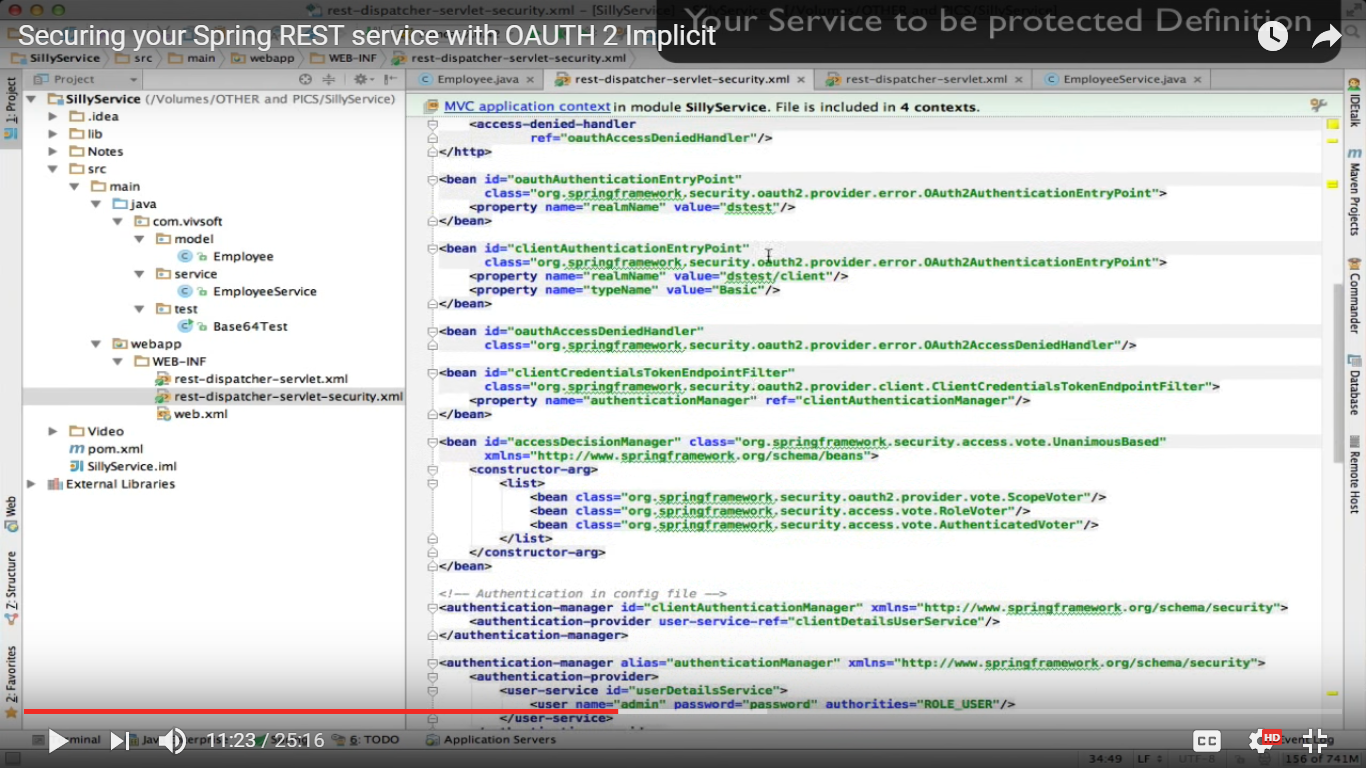 rest-dispatcher-servlet-security.xml - [SillyService]
Your Service to be protected Definition
Securing your Spring REST service with OAUTH 2 Implicit
SillyService src main webapp WEB-INF rest-dispatcher-servlet-security.xml
Project
Employee.java rest-dispatcher-servlet-security.xml rest-dispatcher-servlet.xml EmployeeService.java
1: Project
SillyService (/Volumes/OTHER and PICS/SillyService)
.idea
lib
Notes
src
main
java
com.vivsoft
model
Employee
service
EmployeeService
test
Base64Test
webapp
WEB-INF
rest-dispatcher-servlet.xml
rest-dispatcher-servlet-security.xml
web.xml
Video
pom.xml
SillyService.iml
External Libraries
Web
Z: Structure
2: Favorites
MVC application context in module SillyService. File is included in 4 contexts.
<access-denied-handler
ref="oauthAccessDeniedHandler"/>
</http>
<bean id="oauthAuthenticationEntryPoint"
class="org.springframework.security.oauth2.provider.error.OAuth2AuthenticationEntryPoint">
<property name="realmName" value="dstest"/>
</bean>
<bean id="clientAuthenticationEntryPoint"
class="org.springframework.security.oauth2.provider.error.OAuth2AuthenticationEntryPoint">
<property name="realmName" value="dstest/client"/>
<property name="typeName" value="Basic"/>
</bean>
<bean id="oauthAccessDeniedHandler"
class="org.springframework.security.oauth2.provider.error.OAuth2AccessDeniedHandler"/>
<bean id="clientCredentialsTokenEndpointFilter"
class="org.springframework.security.oauth2.provider.client.ClientCredentialsTokenEndpointFilter">
<property name="authenticationManager" ref="clientAuthenticationManager"/>
</bean>
<bean id="accessDecisionManager" class="org.springframework.security.access.vote.UnanimousBased"
xmlns="http://www.springframework.org/schema/beans">
<constructor-arg>
<list>
<bean class="org.springframework.security.oauth2.provider.vote.ScopeVoter"/>
<bean class="org.springframework.security.access.vote.RoleVoter"/>
<bean class="org.springframework.security.access.vote.AuthenticatedVoter"/>
</list>
</constructor-arg>
</bean>
<!-- Authentication in config file -->
<authentication-manager id="clientAuthenticationManager" xmlns="http://www.springframework.org/schema/security">
<authentication-provider user-service-ref="clientDetailsUserService"/>
</authentication-manager>
<authentication-manager alias="authenticationManager" xmlns="http://www.springframework.org/schema/security">
<authentication-provider>
<user-service id="userDetailsService">
<user name="admin" password="password" authorities="ROLE_USER"/>
</user-service>
IDEtalk
Maven Projects
Commander
Database
Remote Host
11:23 / 25:16
6: TODO
Application Servers
CC
HD
Event Log
34:49 LF UTF-8 156 of 741M